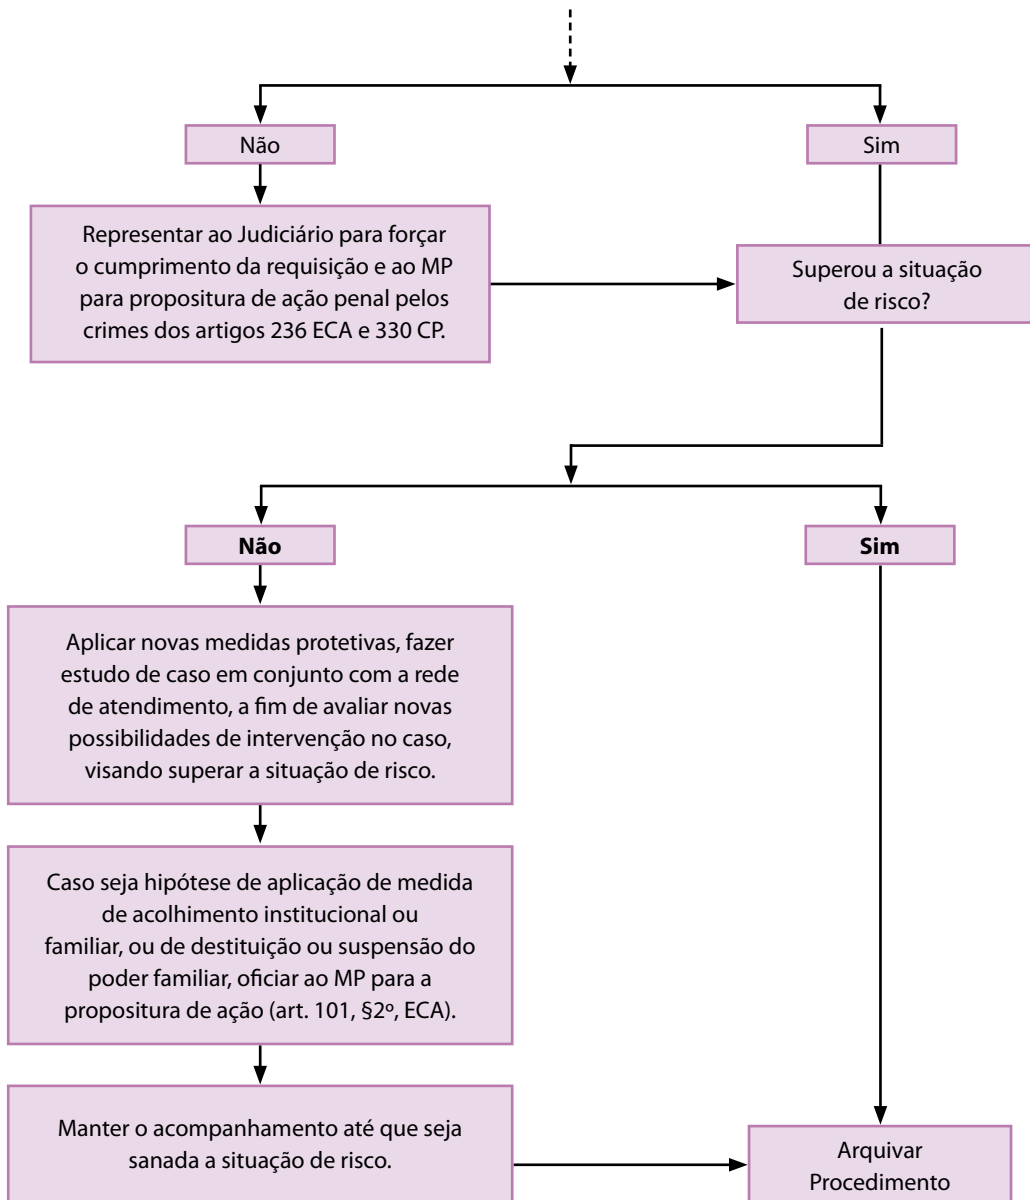 Não
Sim
Representar ao Judiciário para forçar
o cumprimento da requisição e ao MP
para propositura de ação penal pelos
crimes dos artigos 236 ECA e 330 CP.
Superou a situação
de risco?
Não
Sim
Aplicar novas medidas protetivas, fazer
estudo de caso em conjunto com a rede
de atendimento, a fim de avaliar novas
possibilidades de intervenção no caso,
visando superar a situação de risco.
Caso seja hipótese de aplicação de medida
de acolhimento institucional ou
familiar, ou de destituição ou suspensão do
poder familiar, oficiar ao MP para a
propositura de ação (art. 101, §2º, ECA).
Manter o acompanhamento até que seja
sanada a situação de risco.
Arquivar
Procedimento